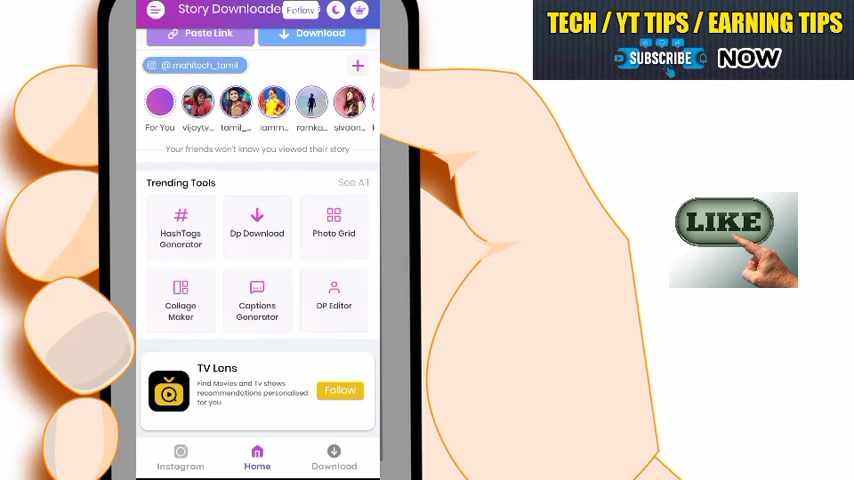 TECH / YT TIPS / EARNING TIPS
SUBSCRIBE NOW
Story Downloader
Follow
Paste Link
Download
@ mahitech_tamil
For You
vijaytv...
tamil_...
iamm...
ramka...
sivaan...
Your friends won't know you viewed their story
Trending Tools
See All
HashTags
Generator
Dp Download
Photo Grid
Collage
Maker
Captions
Generator
DP Editor
LIKE
TV Lens
Find Movies and Tv shows
recommendations personalised
for you
Follow
Instagram
Home
Download